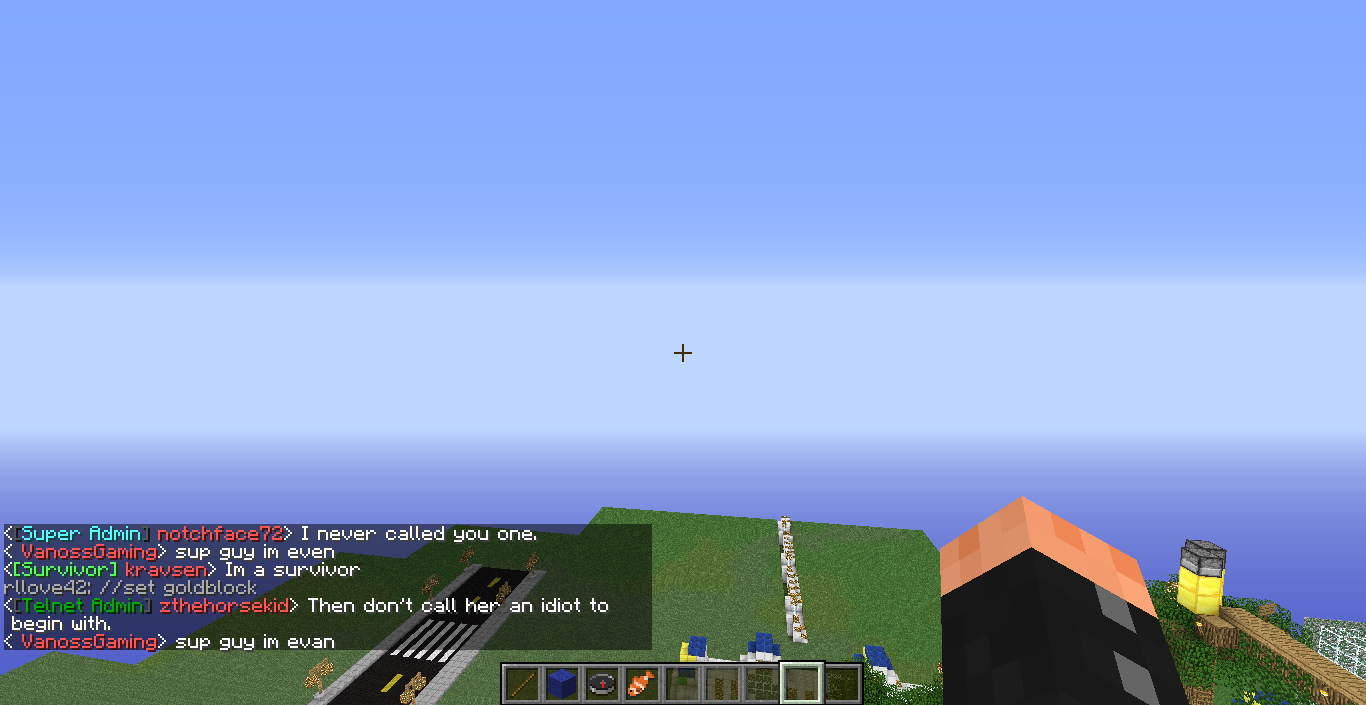 <[Super Admin] notchface72> I never called you one.
< VanossGaming> sup guy im even
<[Survivor] kravsen> Im a survivor
rllove42: //set goldblock
<[Telnet Admin] zthehorsekid> Then don't call her an idiot to
begin with.
< VanossGaming> sup guy im evan